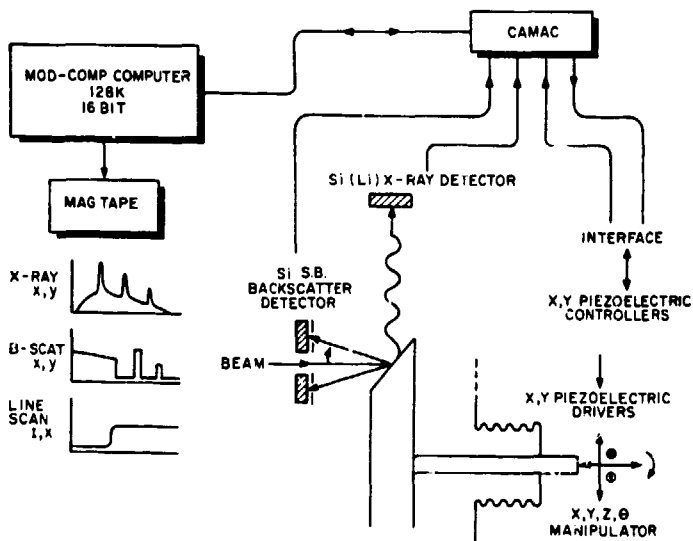 CAMAC
MOD-COMP COMPUTER
128K
16 BIT
MAG TAPE
Si (Li) X-RAY DETECTOR
Si S.B.
BACKSCATTER
DETECTOR
INTERFACE
X,Y PIEZOELECTRIC
CONTROLLERS
X-RAY
X,Y
B-SCAT
X,Y
BEAM
X,Y PIEZOELECTRIC
DRIVERS
LINE
SCAN
I,X
X,Y,Z,Θ
MANIPULATOR